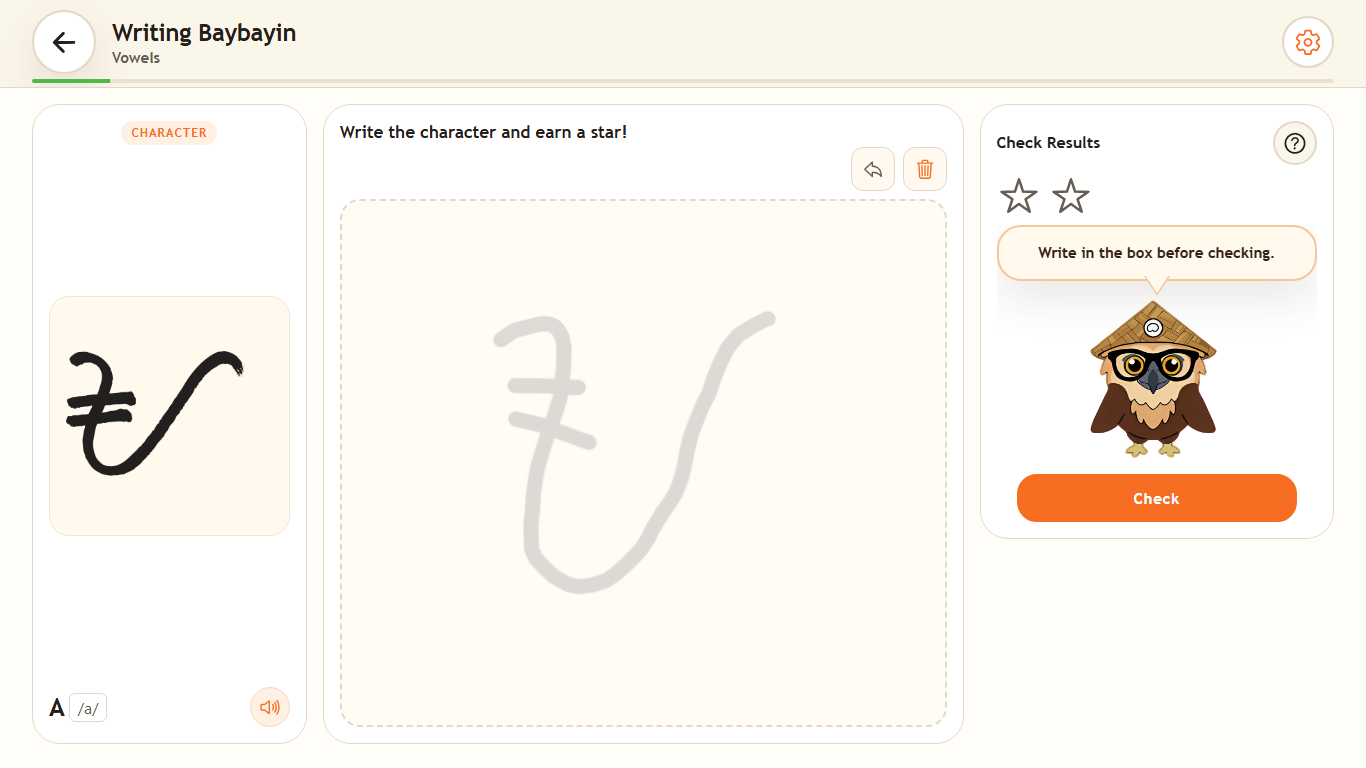 Writing Baybayin
Vowels
CHARACTER
ᜀ
A /a/
Write the character and earn a star!
ᜀ
Check Results
Write in the box before checking.
Check